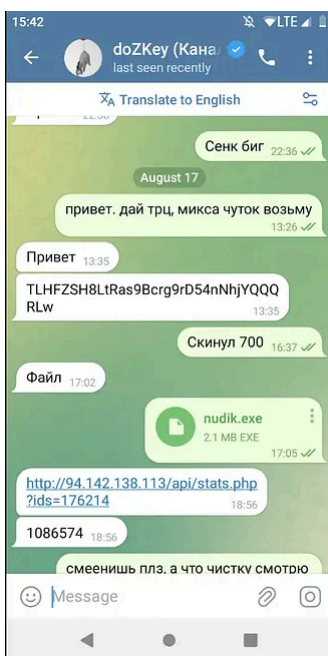 15:42
LTE
doZKey (Кана
last seen recently
Translate to English
22:36
Сенк биг 22:36
August 17
привет. дай трц, микса чуток возьму
13:26
Привет 13:35
TLHFZSH8LtRas9Bcrg9rD54nNhjYQQQ
RLw
13:35
Скинул 700 16:37
Файл 17:02
nudik.exe
2.1 MB EXE
17:05
http://94.142.138.113/api/stats.php
?ids=176214
18:56
1086574 18:56
смеенишь плз, а что чистку смотрю
Message